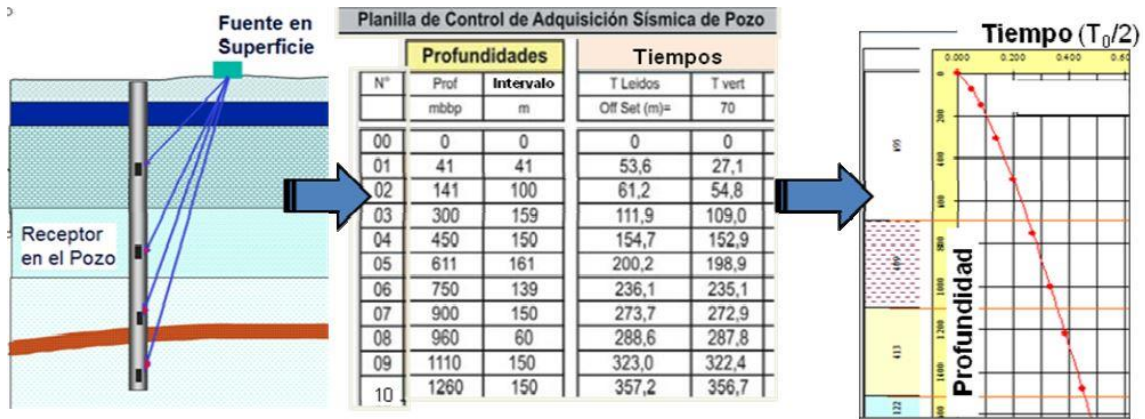 Fuente en
Superficie
Receptor
en el Pozo
Planilla de Control de Adquisición Sísmica de Pozo
Profundidades Tiempos
N° Prof Intervalo T Leidos T vert
mbbp m Off Set (m)= 70
00 0 0 0 0
01 41 41 53,6 27,1
02 141 100 61,2 54,8
03 300 159 111,9 109,0
04 450 150 154,7 152,9
05 611 161 200,2 198,9
06 750 139 236,1 235,1
07 900 150 273,7 272,9
08 960 60 288,6 287,8
09 1110 150 323,0 322,4
10 1260 150 357,2 356,7
Tiempo (T0/2)
0.000 0.200 0.400 0.60
0
200
400
600
800
1000
1200
1400
Profundidad
413
122